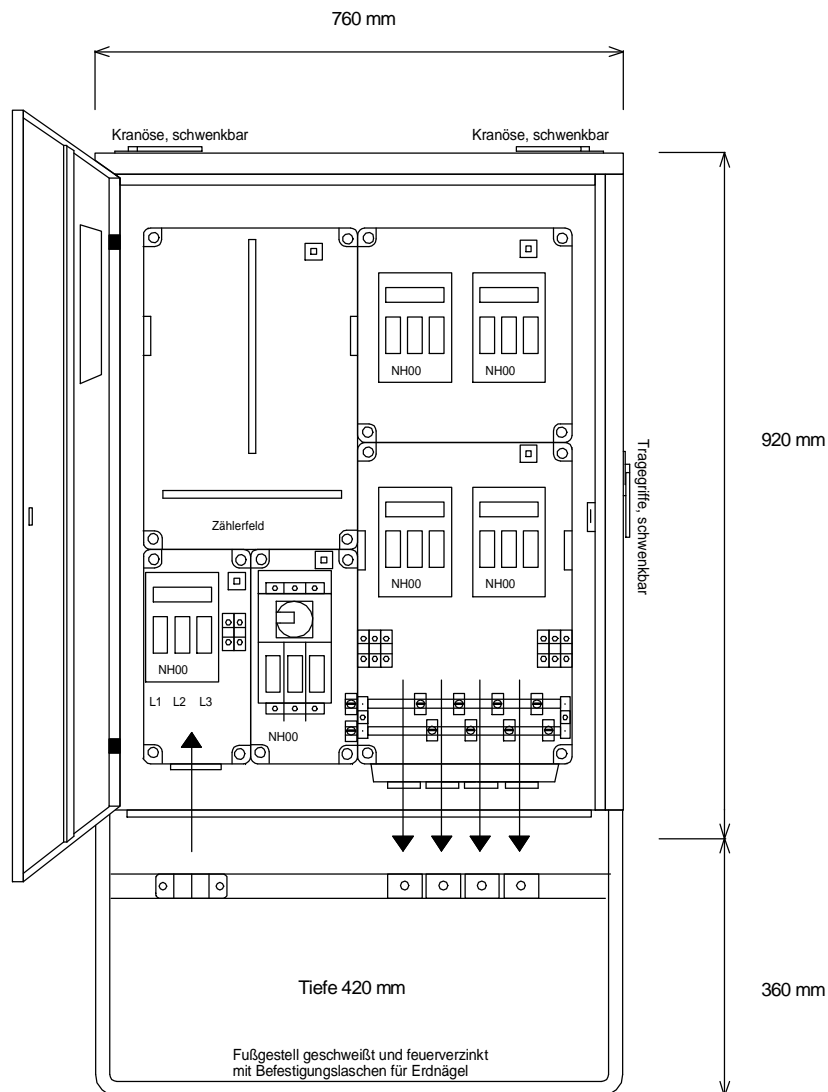 760 mm
Kranöse, schwenkbar
Kranöse, schwenkbar
NH00
NH00
920 mm
Tragegriffe, schwenkbar
Zählerfeld
NH00
NH00
NH00
L1 L2 L3
NH00
Tiefe 420 mm
360 mm
Fußgestell geschweißt und feuerverzinkt
mit Befestigungslaschen für Erdnägel